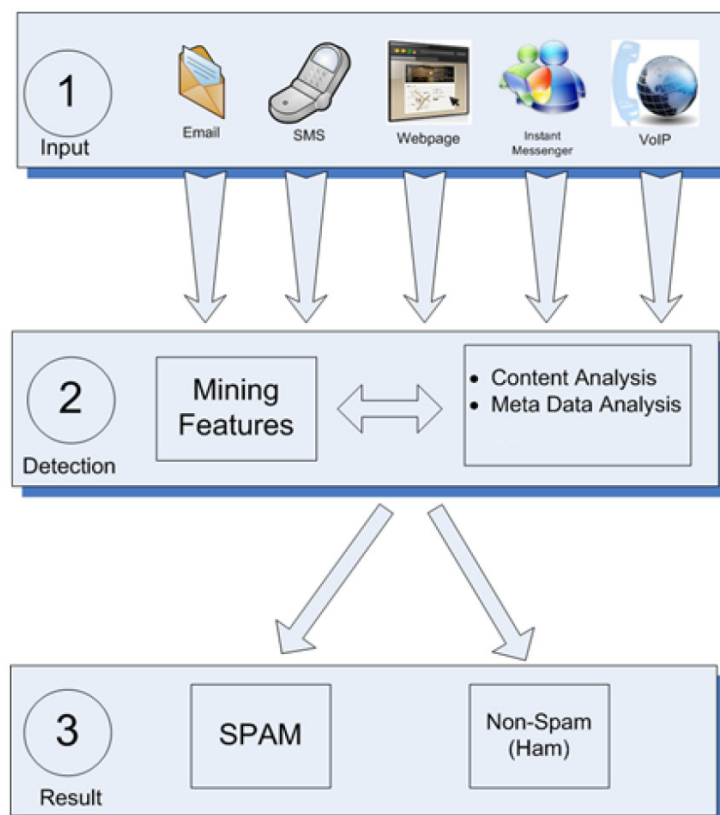 1
Input
Email
SMS
Webpage
Instant
Messenger
VoIP
2
Detection
Mining
Features
• Content Analysis
• Meta Data Analysis
3
Result
SPAM
Non-Spam
(Ham)